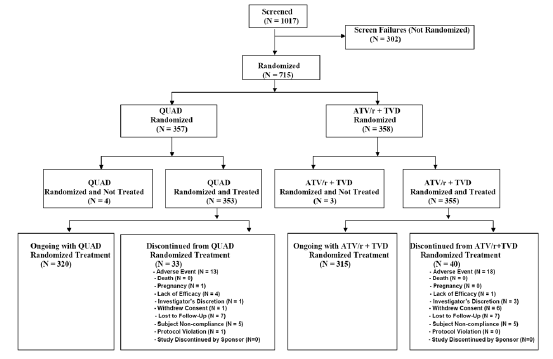 Screened
(N = 1017)
Screen Failures (Not Randomized)
(N = 302)
Randomized
(N = 715)
QUAD
Randomized
(N = 357)
ATV/r + TVD
Randomized
(N = 358)
QUAD
Randomized and Not Treated
(N = 4)
QUAD
Randomized and Treated
(N = 353)
ATV/r + TVD
Randomized and Not Treated
(N = 3)
ATV/r + TVD
Randomized and Treated
(N = 355)
Ongoing with QUAD
Randomized Treatment
(N = 320)
Discontinued from QUAD
Randomized Treatment
(N = 33)
- Adverse Event (N = 13)
- Death (N = 0)
- Pregnancy (N = 1)
- Lack of Efficacy (N = 4)
- Investigator's Discretion (N = 1)
- Withdrew Consent (N = 1)
- Lost to Follow-Up (N = 7)
- Subject Non-compliance (N = 5)
- Protocol Violation (N = 1)
- Study Discontinued by Sponsor (N=0)
Ongoing with ATV/r + TVD
Randomized Treatment
(N = 315)
Discontinued from ATV/r+TVD
Randomized Treatment
(N = 40)
- Adverse Event (N = 18)
- Death (N = 0)
- Pregnancy (N = 0)
- Lack of Efficacy (N = 1)
- Investigator's Discretion (N = 3)
- Withdrew Consent (N = 6)
- Lost to Follow-Up (N = 7)
- Subject Non-compliance (N = 5)
- Protocol Violation (N = 0)
- Study Discontinued by Sponsor (N=0)